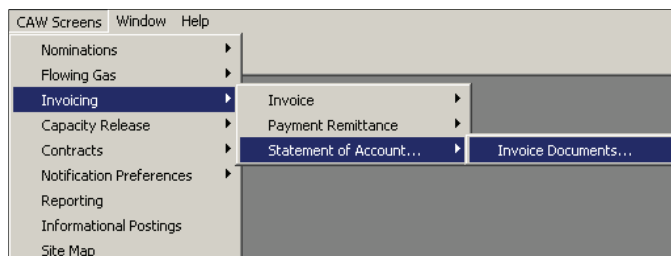 CAW Screens Window Help
Nominations
Flowing Gas
Invoicing
Invoice
Capacity Release
Payment Remittance
Contracts
Statement of Account...
Invoice Documents...
Notification Preferences
Reporting
Informational Postings
Site Map